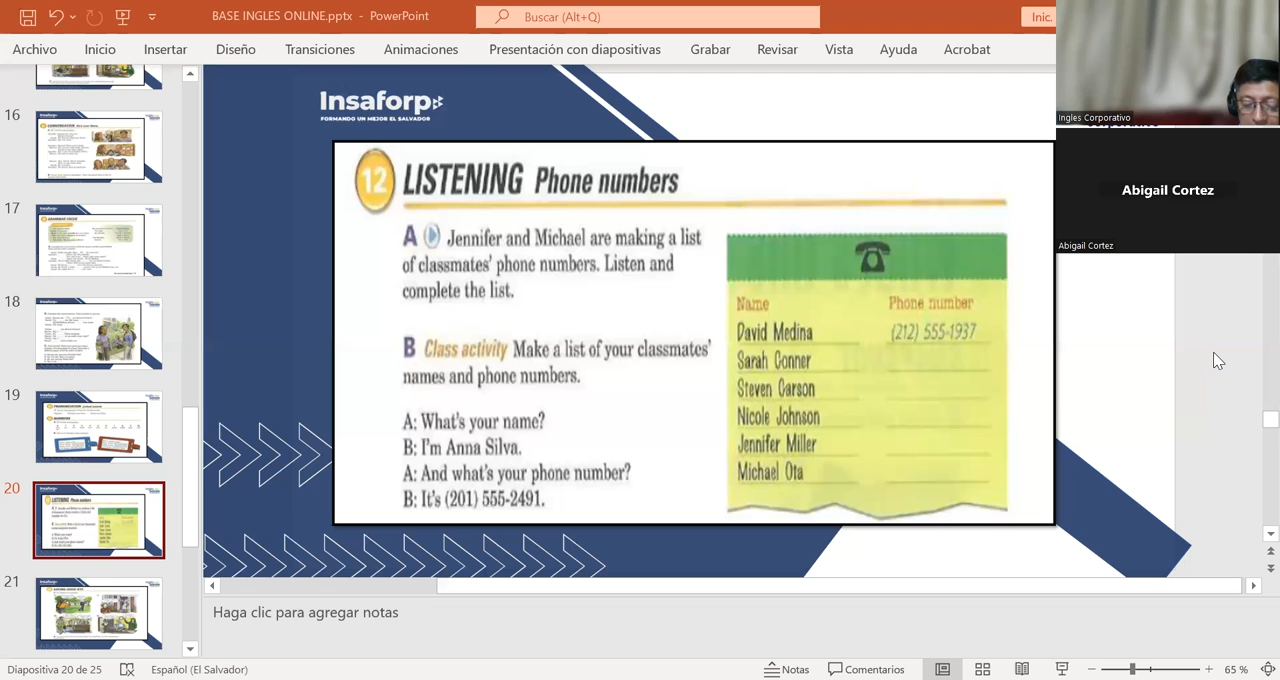 BASE INGLES ONLINE.pptx - PowerPoint
Buscar (Alt+Q)
Inic.
Archivo Inicio Insertar Diseño Transiciones Animaciones Presentación con diapositivas Grabar Revisar Vista Ayuda Acrobat
Ingles Corporativo
Abigail Cortez
Abigail Cortez
16
17
18
19
20
21
Insaforp
FORMANDO UN MEJOR EL SALVADOR
12 LISTENING Phone numbers
A Jennifer and Michael are making a list
of classmates' phone numbers. Listen and
complete the list.
B Class activity Make a list of your classmates'
names and phone numbers.
A: What's your name?
B: I'm Anna Silva.
A: And what's your phone number?
B: It's (201) 555-2491.
Name Phone number
David Medina (212) 555-1937
Sarah Conner
Steven Carson
Nicole Johnson
Jennifer Miller
Michael Ota
Haga clic para agregar notas
Diapositiva 20 de 25 Español (El Salvador) Notas Comentarios 65 %